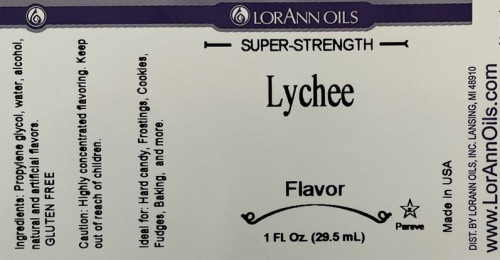 LORANN OILS
SUPER-STRENGTH
Lychee
Flavor
1 FL Oz. (29.5 mL)
Pareve
Ingredients: Propylene glycol, water, alcohol,
natural and artificial flavors.
GLUTEN FREE
Caution: Highly concentrated flavoring. Keep
out of reach of children.
Ideal for: Hard candy, Frostings, Cookies,
Fudges, Baking, and more.
Made in USA
DIST. BY LORANN OILS, INC. LANSING, MI 48910
www.LorAnnOils.com